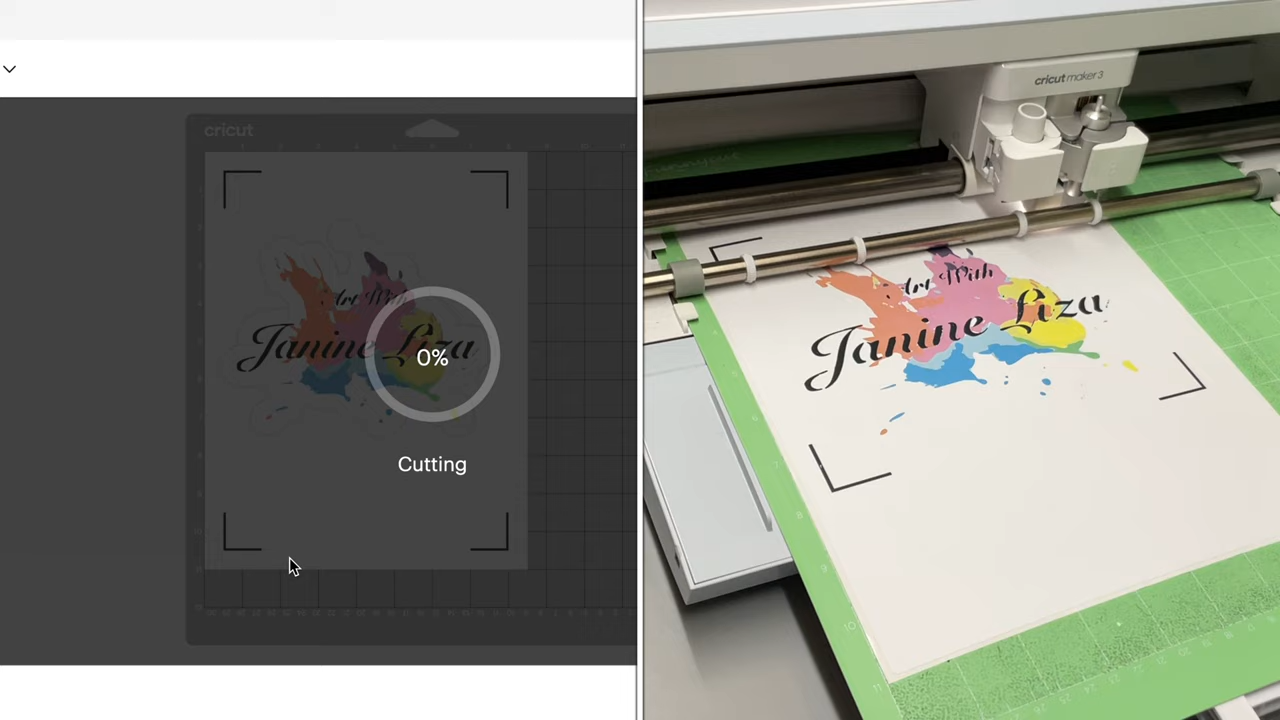 cricut
Art With
Janine Liza
0%
Cutting
cricut maker 3
Art With
Janine Liza